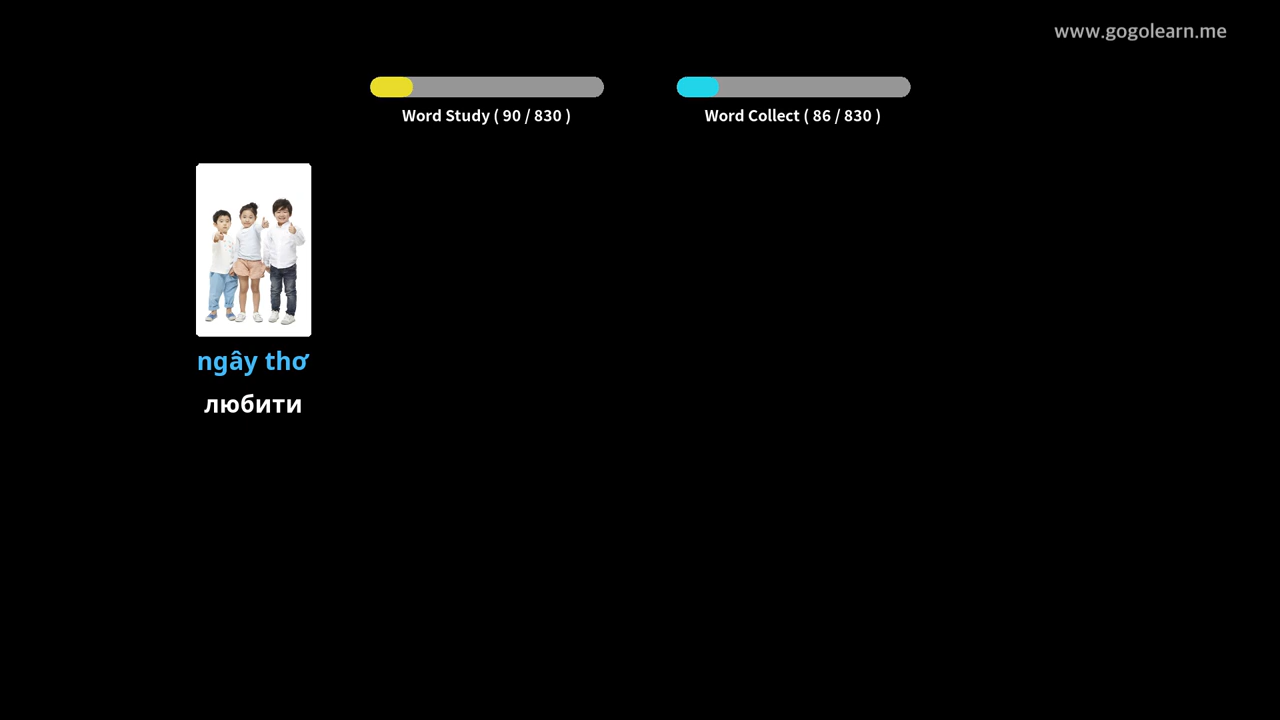 www.gogolearn.me
Word Study ( 90 / 830 )
Word Collect ( 86 / 830 )
ngây thơ
любити